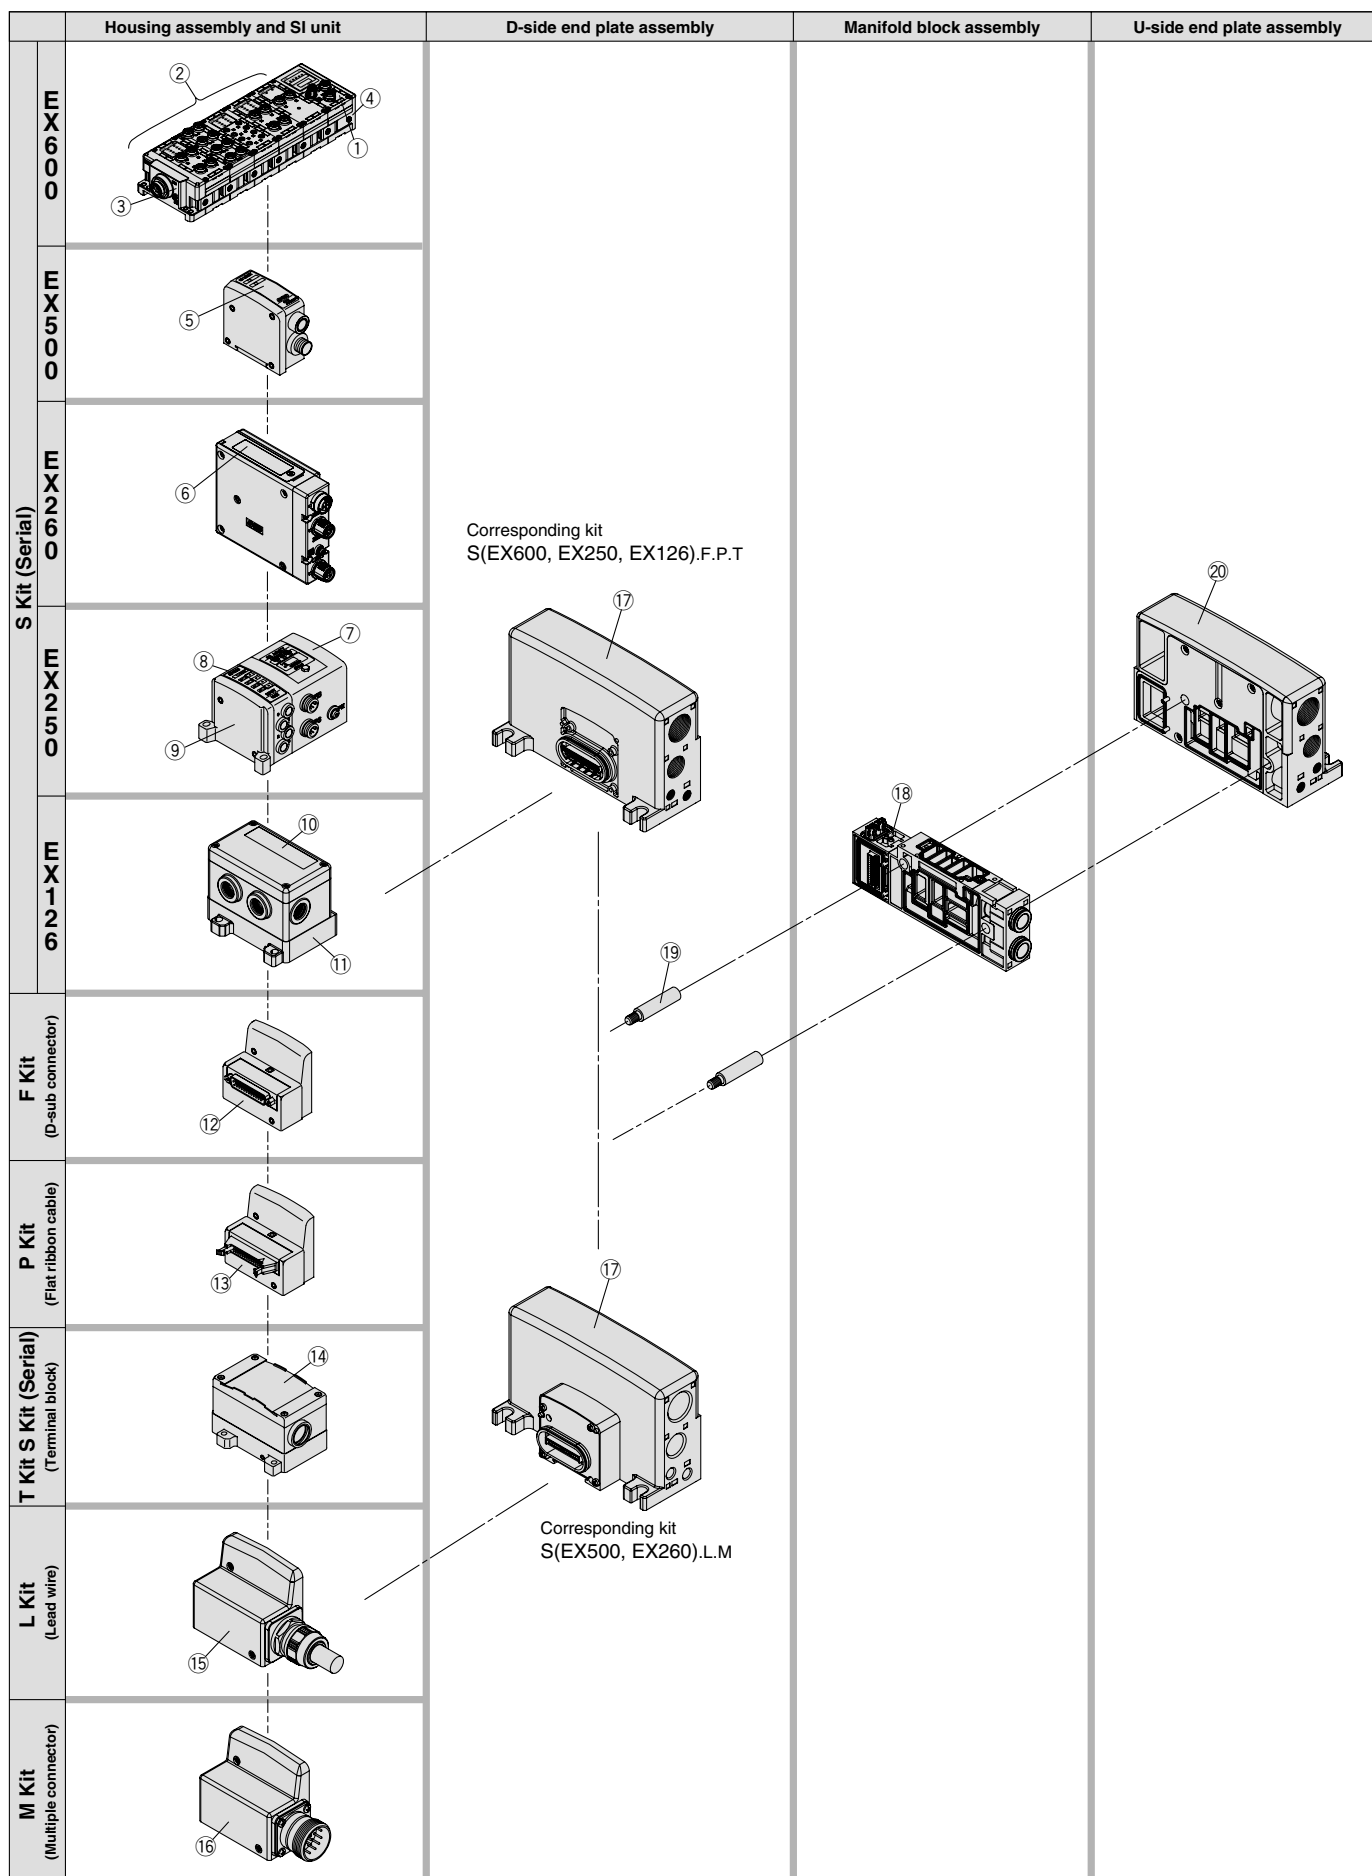 Housing assembly and SI unit
D-side end plate assembly
Manifold block assembly
U-side end plate assembly
S Kit (Serial)
EX600
②
④
①
③
EX500
⑤
EX260
⑥
Corresponding kit
S(EX600, EX250, EX126).F.P.T
⑰
⑳
EX250
⑦
⑧
⑨
⑱
EX126
⑩
⑪
⑲
F Kit
(D-sub connector)
⑫
P Kit
(Flat ribbon cable)
⑬
⑰
T Kit S Kit (Serial)
(Terminal block)
⑭
Corresponding kit
S(EX500, EX260).L.M
L Kit
(Lead wire)
⑮
M Kit
(Multiple connector)
⑯